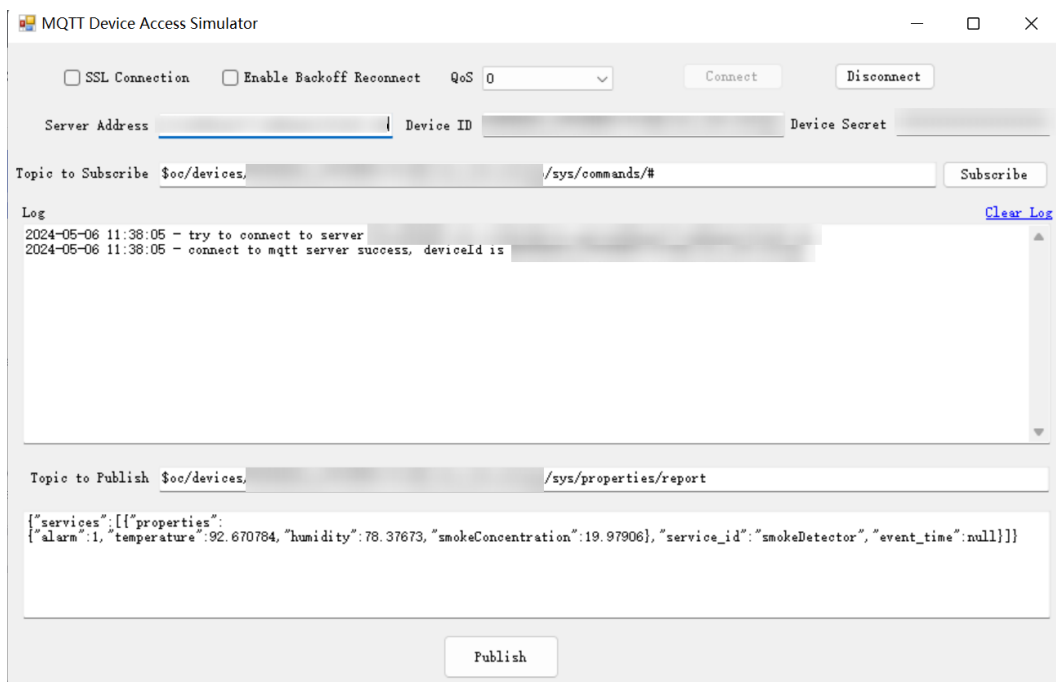 MQTT Device Access Simulator
SSL Connection Enable Backoff Reconnect QoS 0 Connect Disconnect
Server Address Device ID Device Secret
Topic to Subscribe $oc/devices/ /sys/commands/# Subscribe
Log Clear Log
2024-05-06 11:38:05 - try to connect to server
2024-05-06 11:38:05 - connect to mqtt server success, deviceId is
Topic to Publish $oc/devices/ /sys/properties/report
{"services":[{"properties":
{"alarm":1,"temperature":92.670784,"humidity":78.37673,"smokeConcentration":19.97906},"service_id":"smokeDetector","event_time":null}]}
Publish